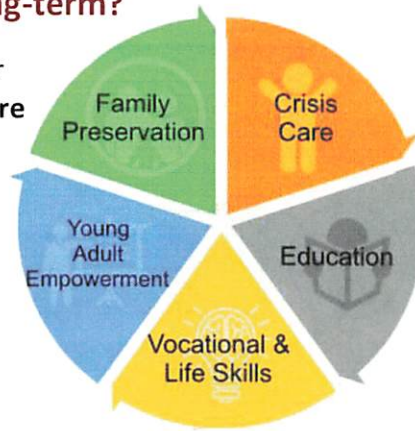 ng-term?
r
re
Family
Preservation
Crisis
Care
Young
Adult
Empowerment
Education
Vocational &
Life Skills